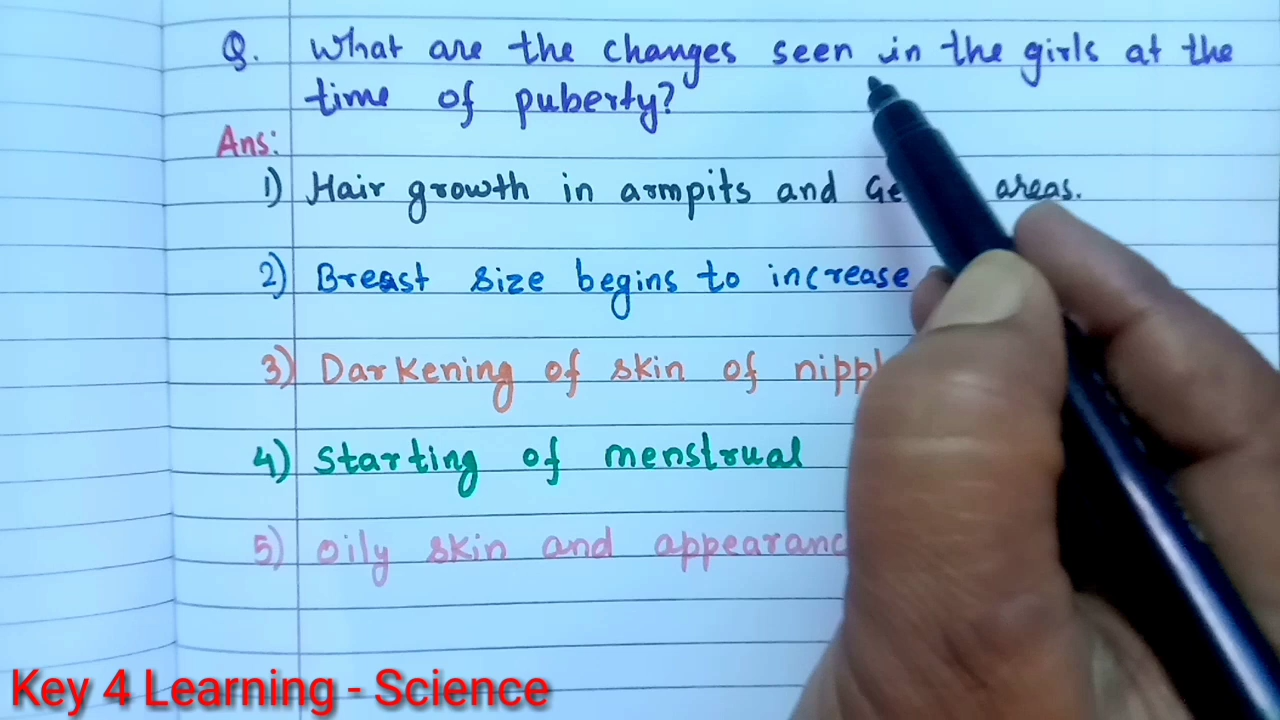 Q. What are the changes seen in the girls at the
time of puberty?
Ans:
1) Hair growth in armpits and areas.
2) Breast size begins to increase
3) Darkening of skin of
4) Starting of menstrual
5) Oily skin and
Key 4 Learning - Science